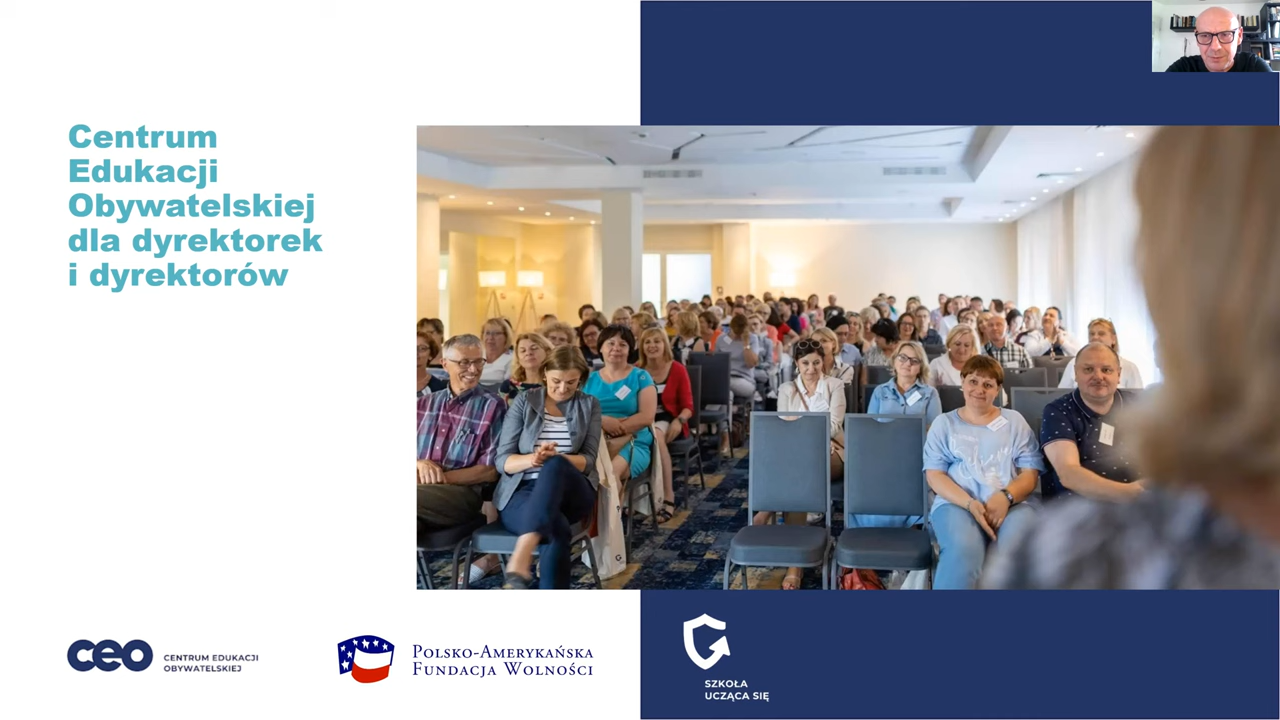 Centrum
Edukacji
Obywatelskiej
dla dyrektorek
i dyrektorów
ceo
CENTRUM EDUKACJI
OBYWATELSKIEJ
POLSKO-AMERYKAŃSKA
FUNDACJA WOLNOŚCI
SZKOŁA
UCZĄCA SIĘ